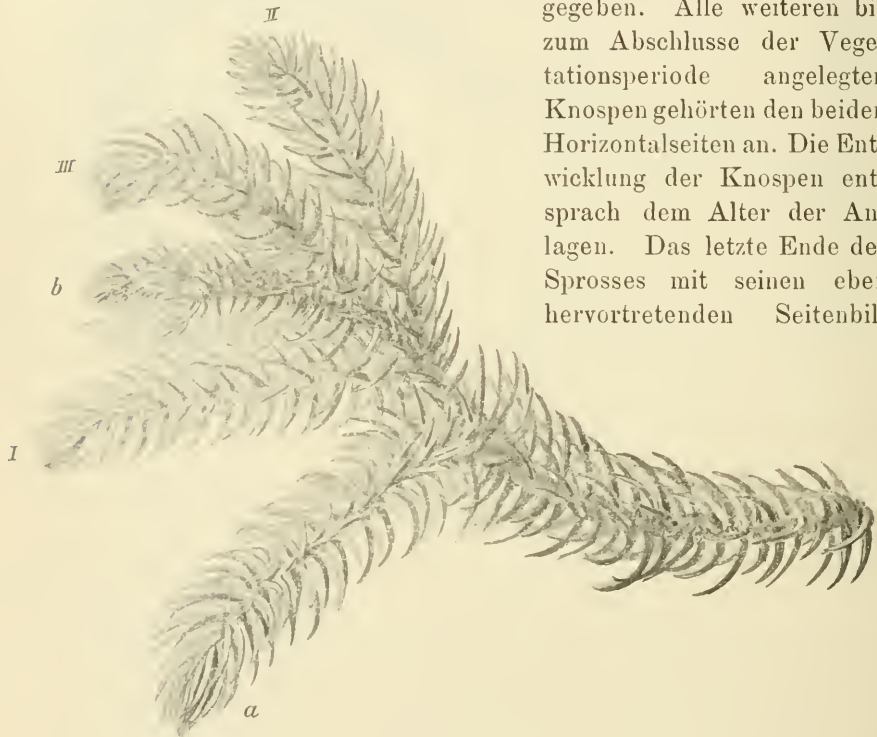 gegeben. Alle weiteren bi
zum Abschlusse der Vege
tationsperiode angelegter
Knospen gehörten den beider
Horizontalseiten an. Die Ent
wicklung der Knospen ent
sprach dem Alter der An
lagen. Das letzte Ende de
Sprosses mit seinen eber
hervortretenden Seitenbil
II
III
b
I
a